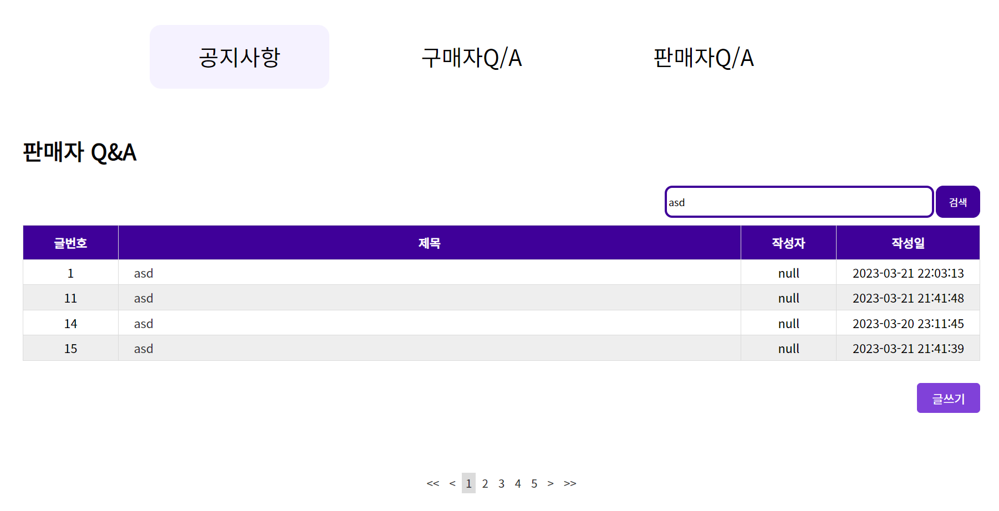 공지사항 구매자Q/A 판매자Q/A
판매자 Q&A
asd 검색
글번호 제목 작성자 작성일
1 asd null 2023-03-21 22:03:13
11 asd null 2023-03-21 21:41:48
14 asd null 2023-03-20 23:11:45
15 asd null 2023-03-21 21:41:39
글쓰기
<< < 1 2 3 4 5 > >>